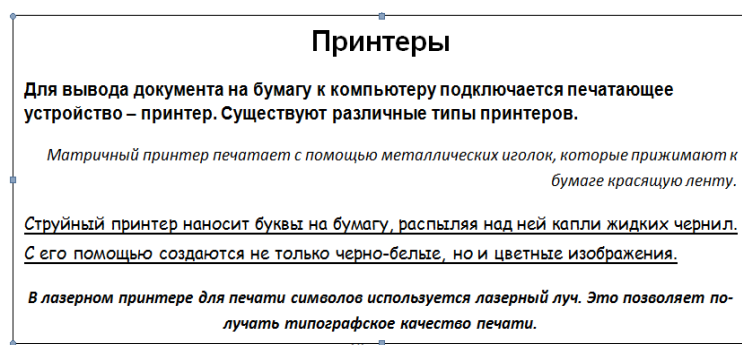 Принтеры
Для вывода документа на бумагу к компьютеру подключается печатающее
устройство – принтер. Существуют различные типы принтеров.
Матричный принтер печатает с помощью металлических иголок, которые прижимают к
бумаге красящую ленту.
Струйный принтер наносит буквы на бумагу, распыляя над ней капли жидких чернил.
С его помощью создаются не только черно-белые, но и цветные изображения.
В лазерном принтере для печати символов используется лазерный луч. Это позволяет по-
лучать типографское качество печати.